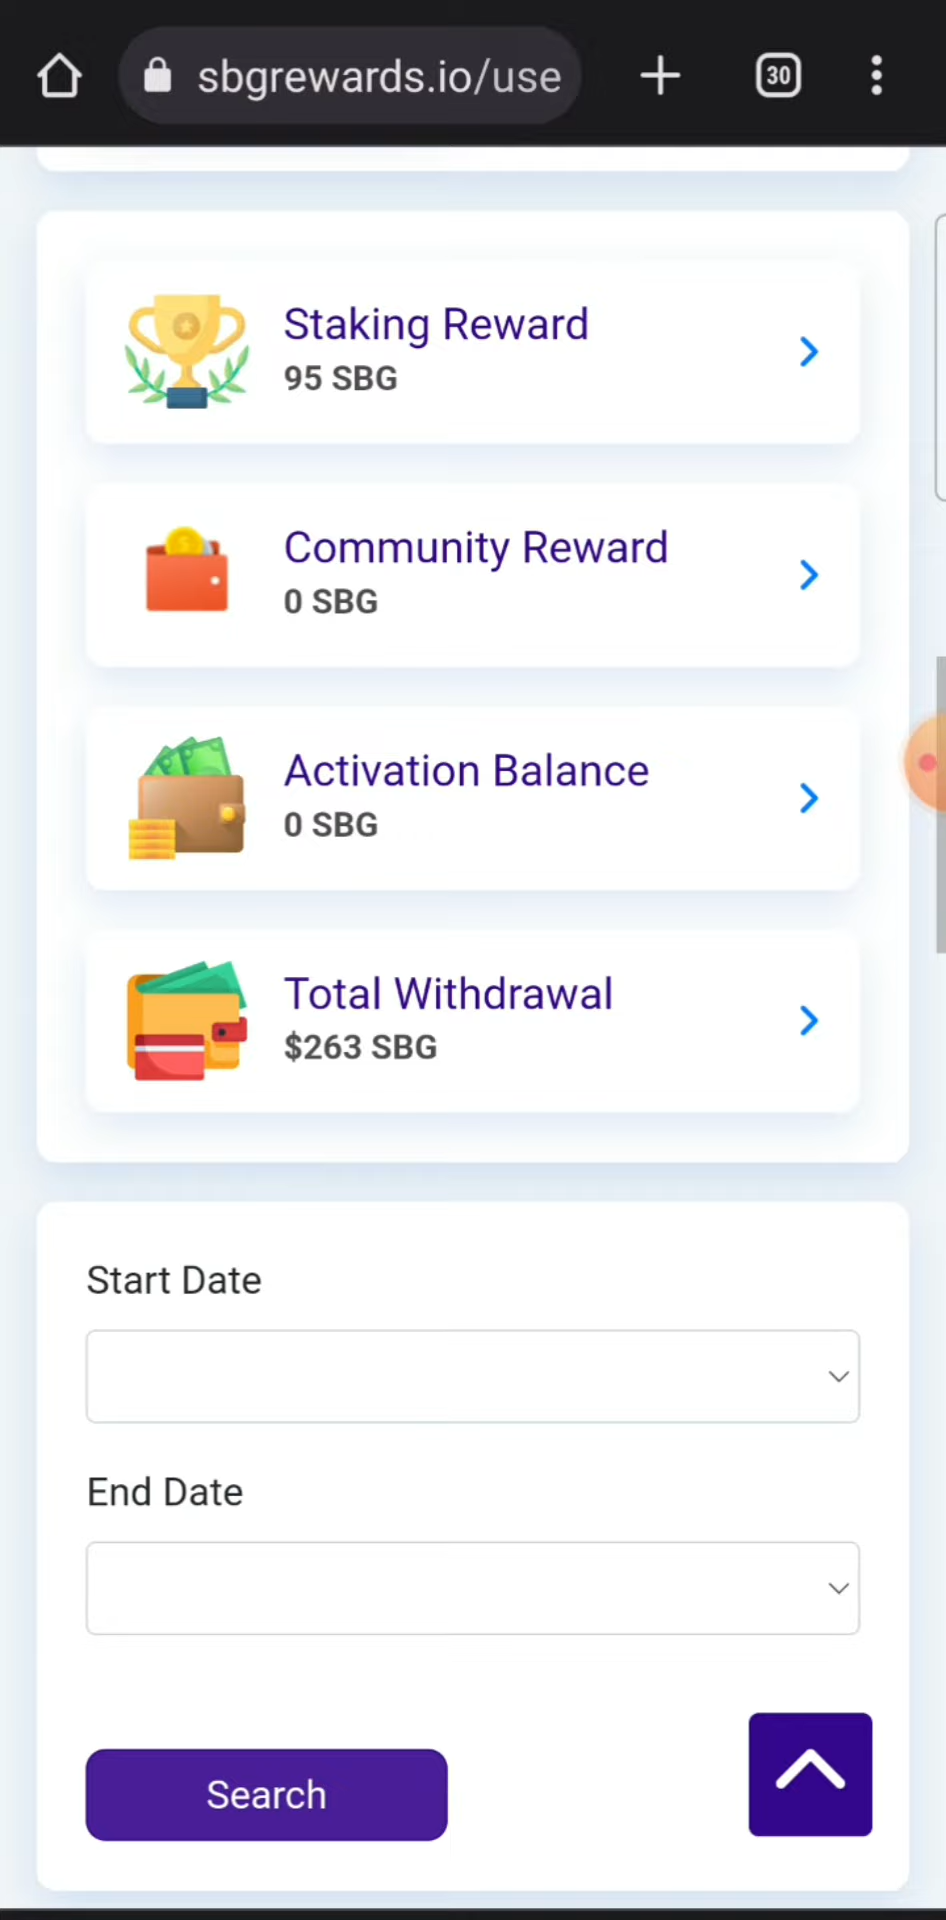 sbgrewards.io/use
30
Staking Reward
95 SBG
Community Reward
0 SBG
Activation Balance
0 SBG
Total Withdrawal
$263 SBG
Start Date
End Date
Search